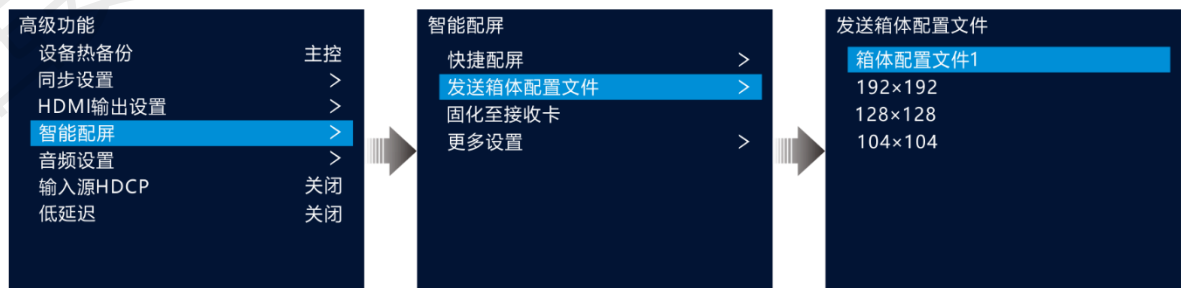 高级功能
设备热备份 主控
同步设置 >
HDMI输出设置 >
智能配屏 >
音频设置 >
输入源HDCP 关闭
低延迟 关闭
智能配屏
快捷配屏 >
发送箱体配置文件 >
固化至接收卡
更多设置 >
发送箱体配置文件
箱体配置文件1
192×192
128×128
104×104